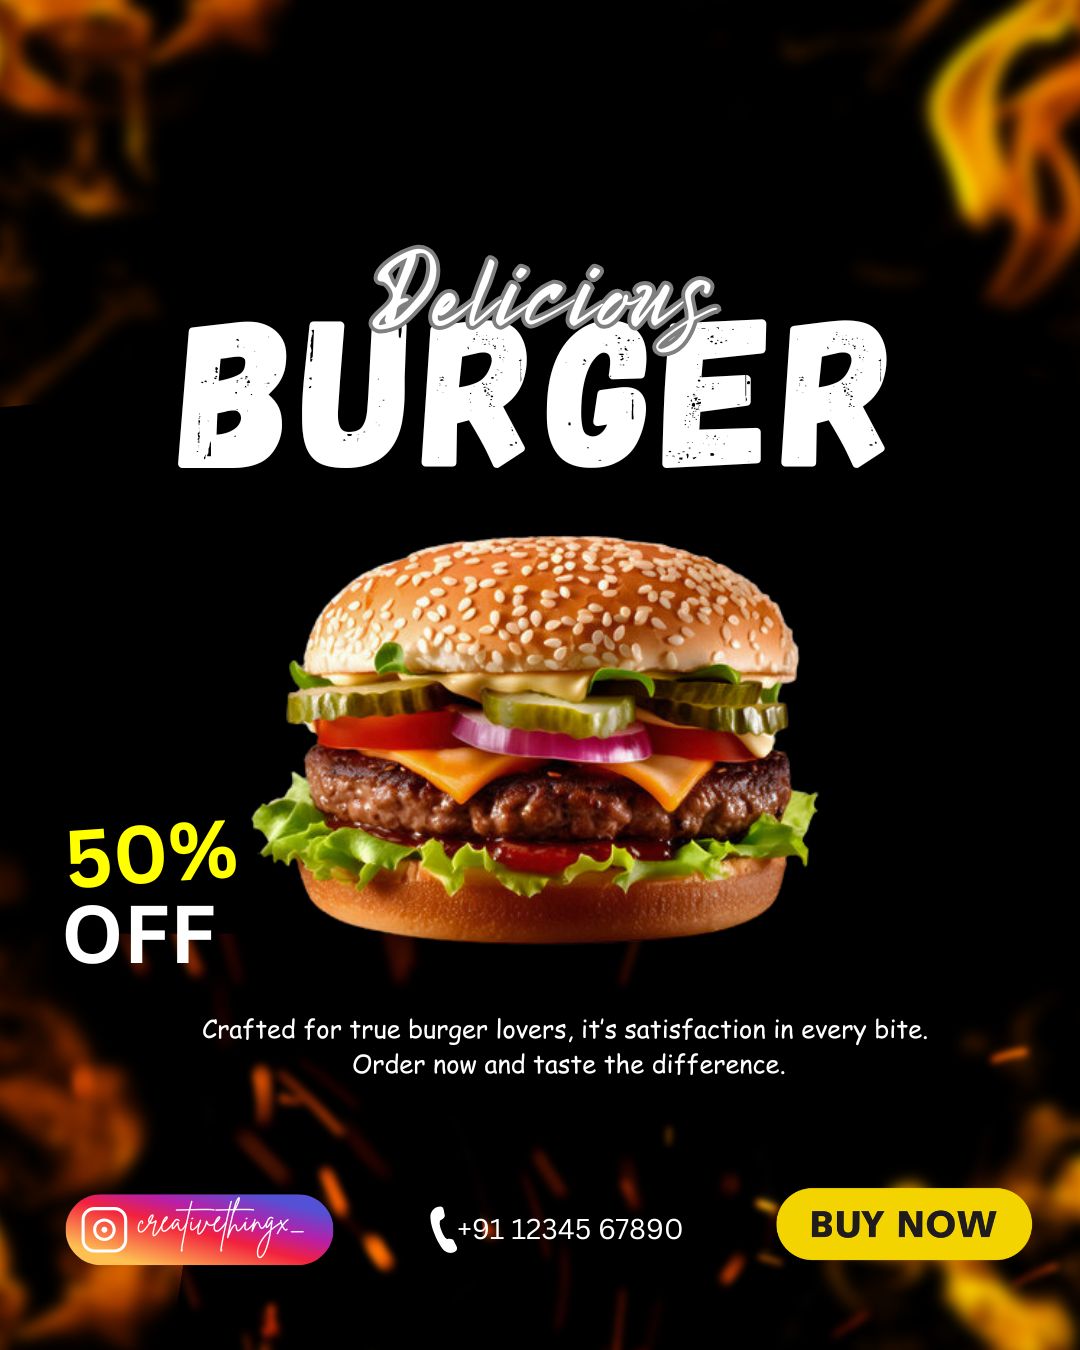 Delicious
BURGER
50%
OFF
Crafted for true burger lovers, it’s satisfaction in every bite.
Order now and taste the difference.
creativethingx_
+91 12345 67890
BUY NOW